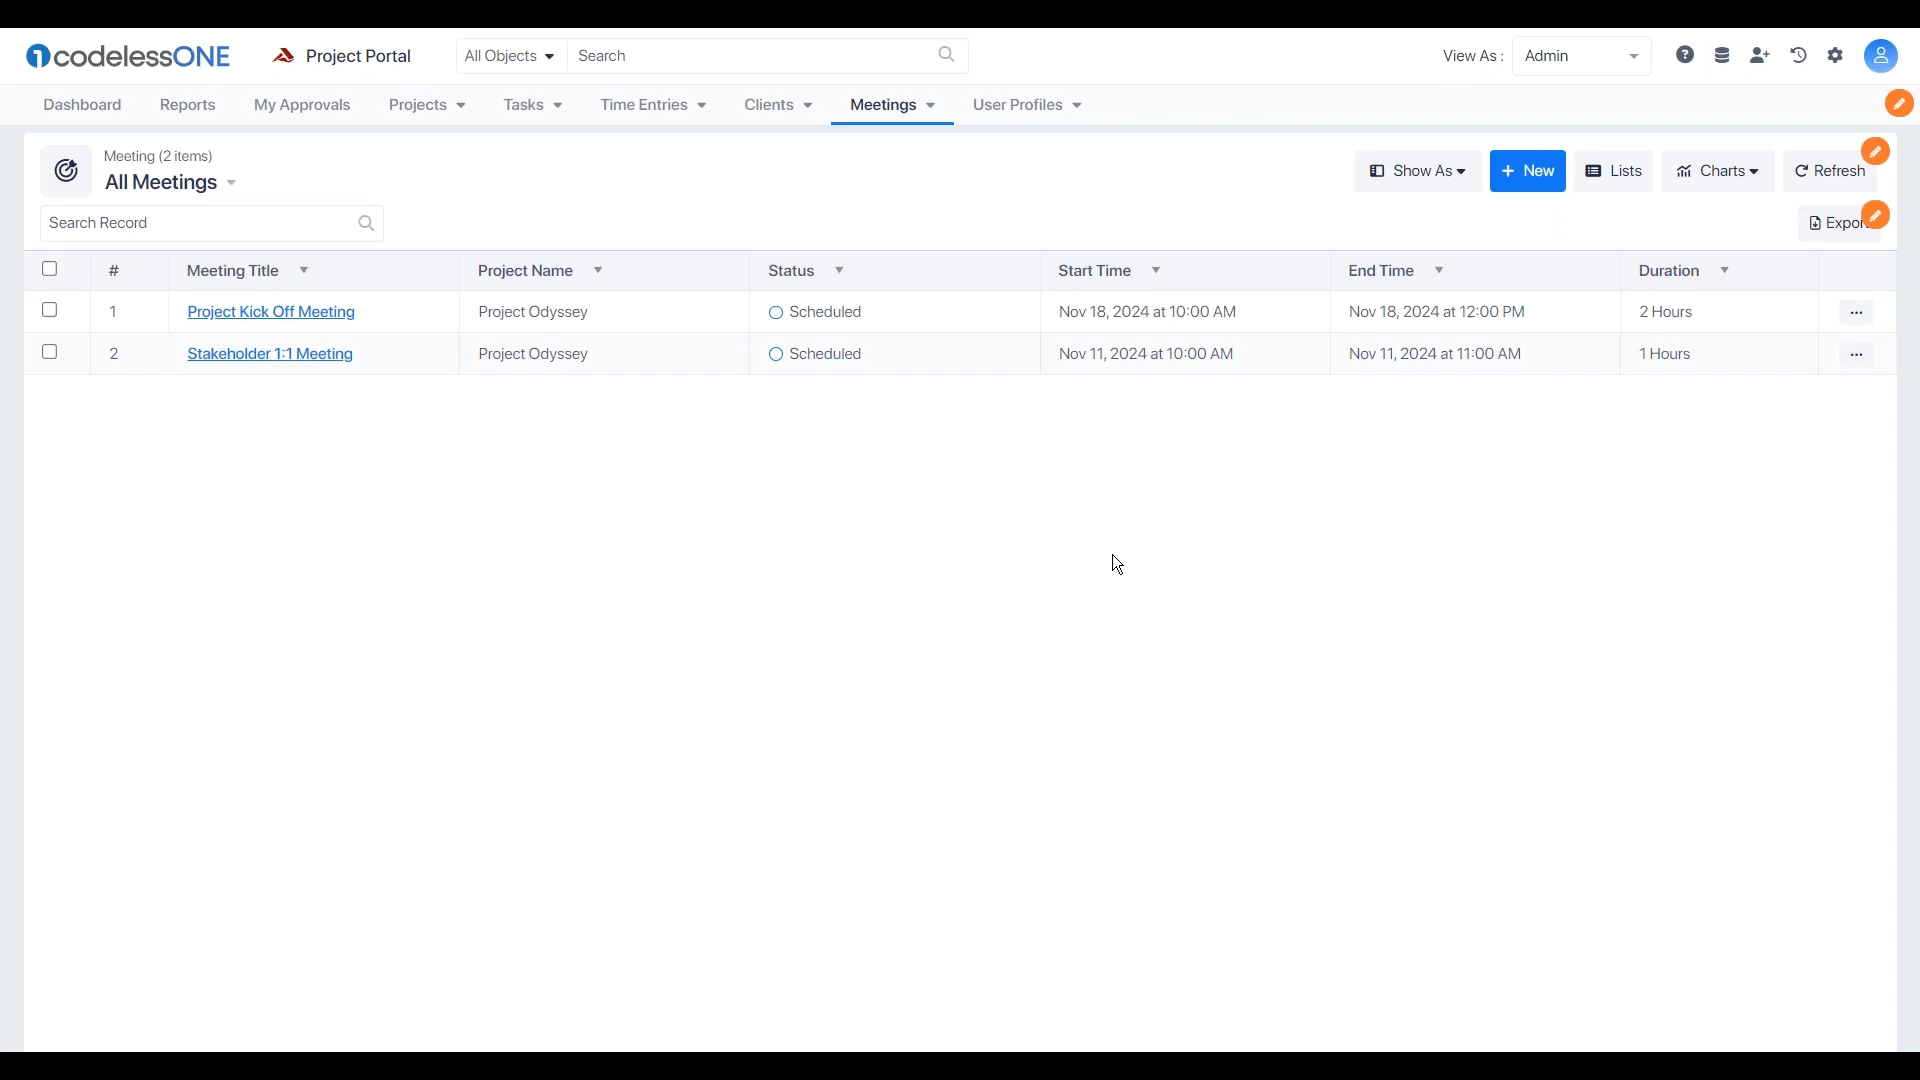 codelessONE Project Portal All Objects Search View As : Admin
Dashboard Reports My Approvals Projects Tasks Time Entries Clients Meetings User Profiles
Meeting (2 items)
All Meetings
Show As + New Lists Charts Refresh
Search Record
Export
# Meeting Title Project Name Status Start Time End Time Duration
1 Project Kick Off Meeting Project Odyssey Scheduled Nov 18, 2024 at 10:00 AM Nov 18, 2024 at 12:00 PM 2 Hours ...
2 Stakeholder 1:1 Meeting Project Odyssey Scheduled Nov 11, 2024 at 10:00 AM Nov 11, 2024 at 11:00 AM 1 Hours ...